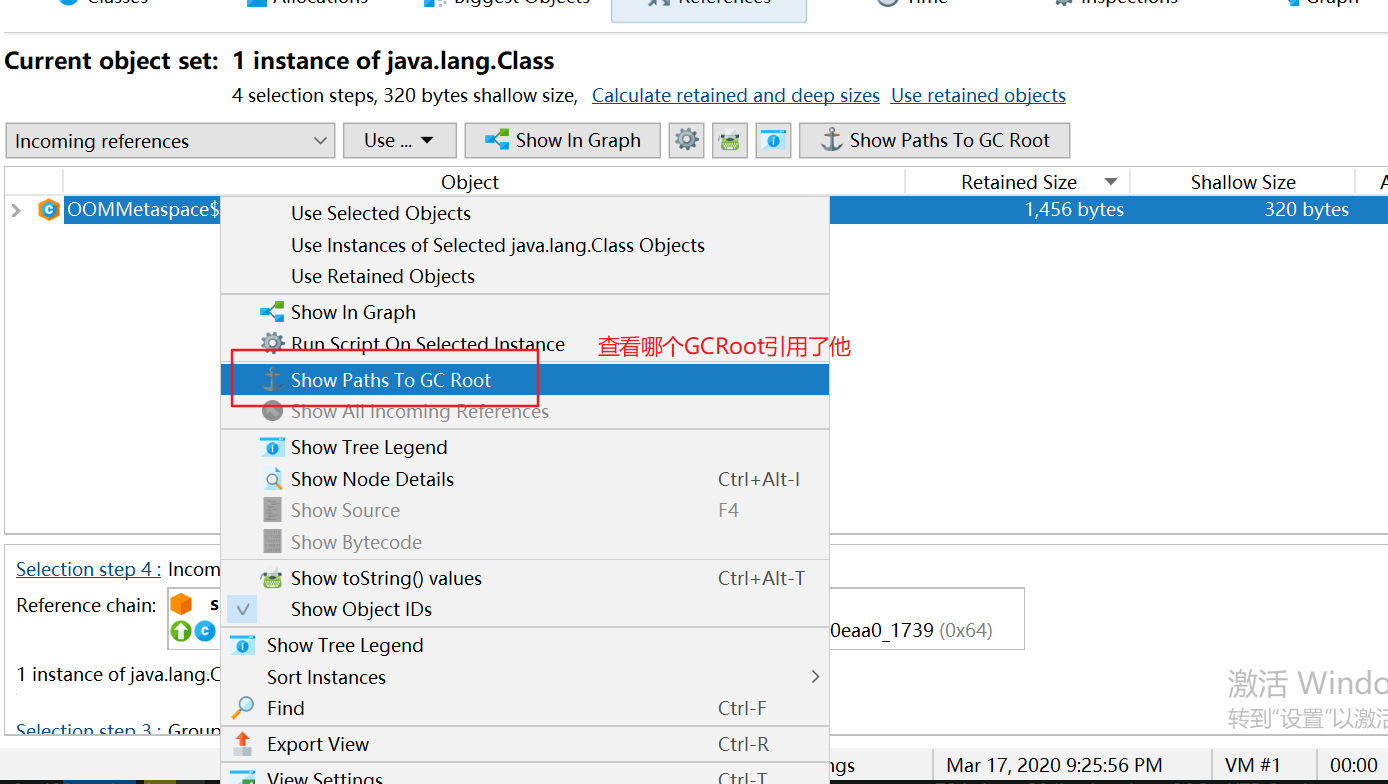 Classes Allocations Biggest Objects References Time Inspections Graph
Current object set: 1 instance of java.lang.Class
4 selection steps, 320 bytes shallow size, Calculate retained and deep sizes Use retained objects
Incoming references Use ... Show In Graph Show Paths To GC Root
Object Retained Size Shallow Size A
OOMMetaspace$ 1,456 bytes 320 bytes
Use Selected Objects
Use Instances of Selected java.lang.Class Objects
Use Retained Objects
Show In Graph
Run Script On Selected Instance 查看哪个GCRoot引用了他
Show Paths To GC Root
Show All Incoming References
Show Tree Legend
Show Node Details Ctrl+Alt-I
Show Source F4
Show Bytecode
Selection step 4 : Incom
Show toString() values Ctrl+Alt-T
Reference chain: s Show Object IDs
0eaa0_1739 (0x64)
Show Tree Legend
1 instance of java.lang.C Sort Instances
激活 Windo
Find Ctrl-F
转到"设置"以激活
Selection step 3 : Group
Export View Ctrl-R
ngs Mar 17, 2020 9:25:56 PM VM #1 00:00
View Settings Ctrl-T